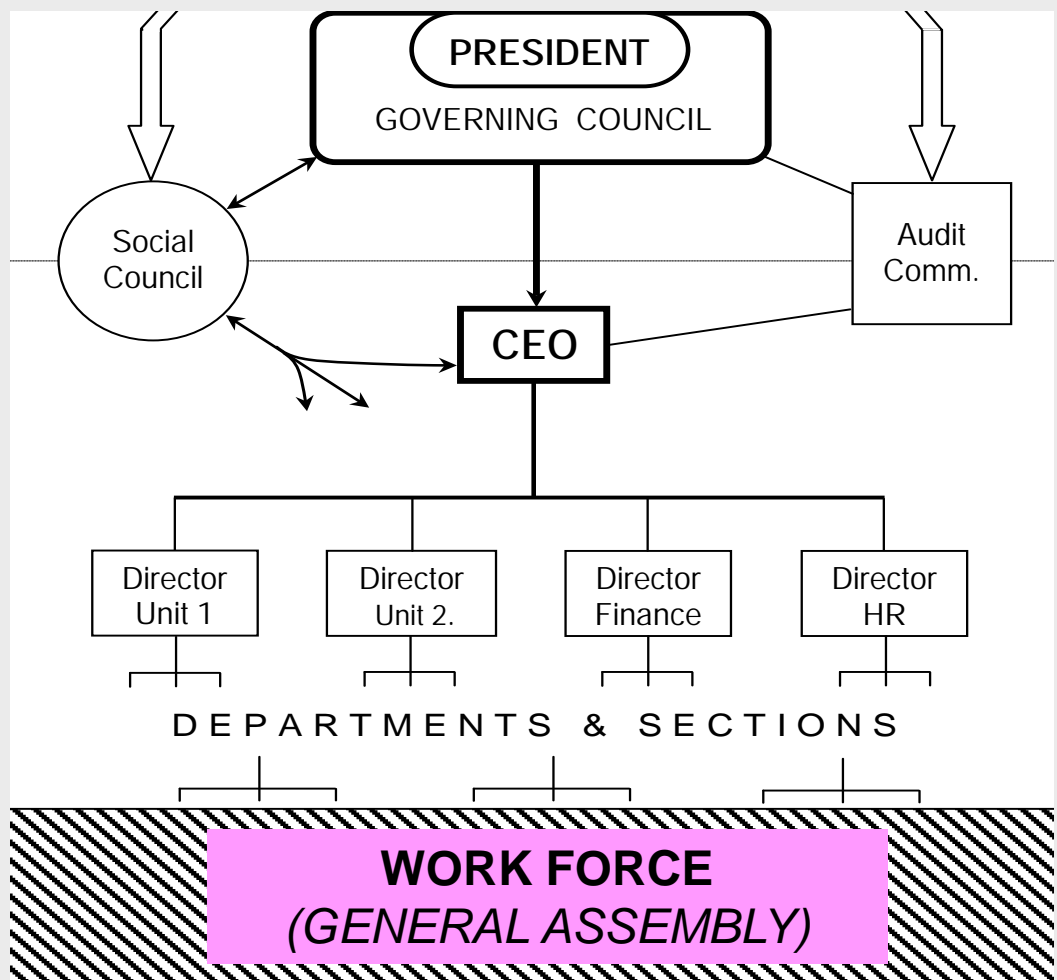 PRESIDENT
GOVERNING COUNCIL
Social
Council
Audit
Comm.
CEO
Director
Unit 1
Director
Unit 2.
Director
Finance
Director
HR
DEPARTMENTS & SECTIONS
WORK FORCE
(GENERAL ASSEMBLY)